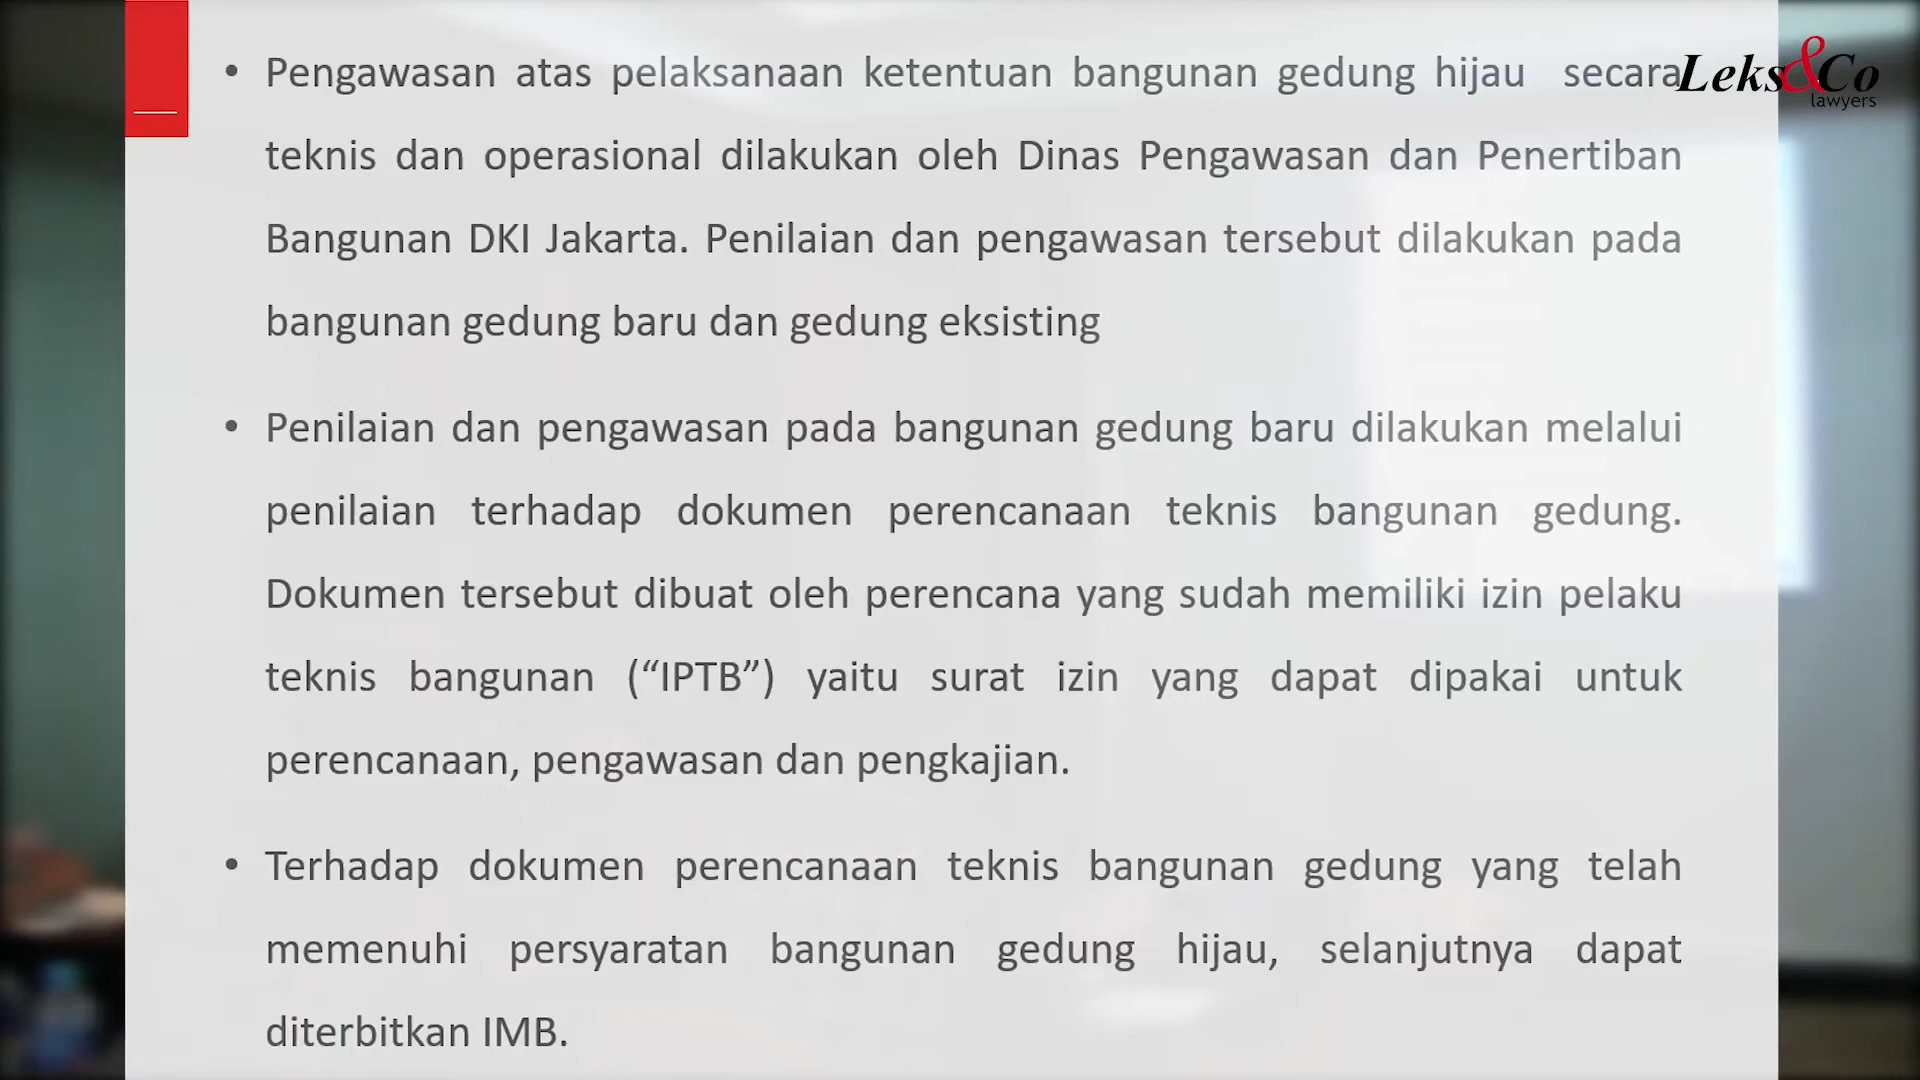 • Pengawasan atas pelaksanaan ketentuan bangunan gedung hijau secara
Leks&Co
lawyers
teknis dan operasional dilakukan oleh Dinas Pengawasan dan Penertiban
Bangunan DKI Jakarta. Penilaian dan pengawasan tersebut dilakukan pada
bangunan gedung baru dan gedung eksisting
• Penilaian dan pengawasan pada bangunan gedung baru dilakukan melalui
penilaian terhadap dokumen perencanaan teknis bangunan gedung.
Dokumen tersebut dibuat oleh perencana yang sudah memiliki izin pelaku
teknis bangunan (“IPTB”) yaitu surat izin yang dapat dipakai untuk
perencanaan, pengawasan dan pengkajian.
• Terhadap dokumen perencanaan teknis bangunan gedung yang telah
memenuhi persyaratan bangunan gedung hijau, selanjutnya dapat
diterbitkan IMB.